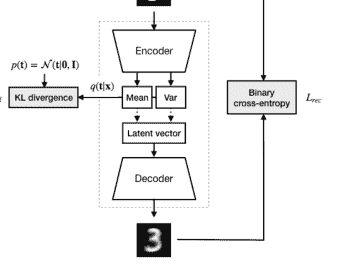 Encoder
p(t) = 𝒩(t|0, I)
q(t|x)
KL divergence
Mean
Var
Binary
cross-entropy
L_rec
Latent vector
Decoder
3